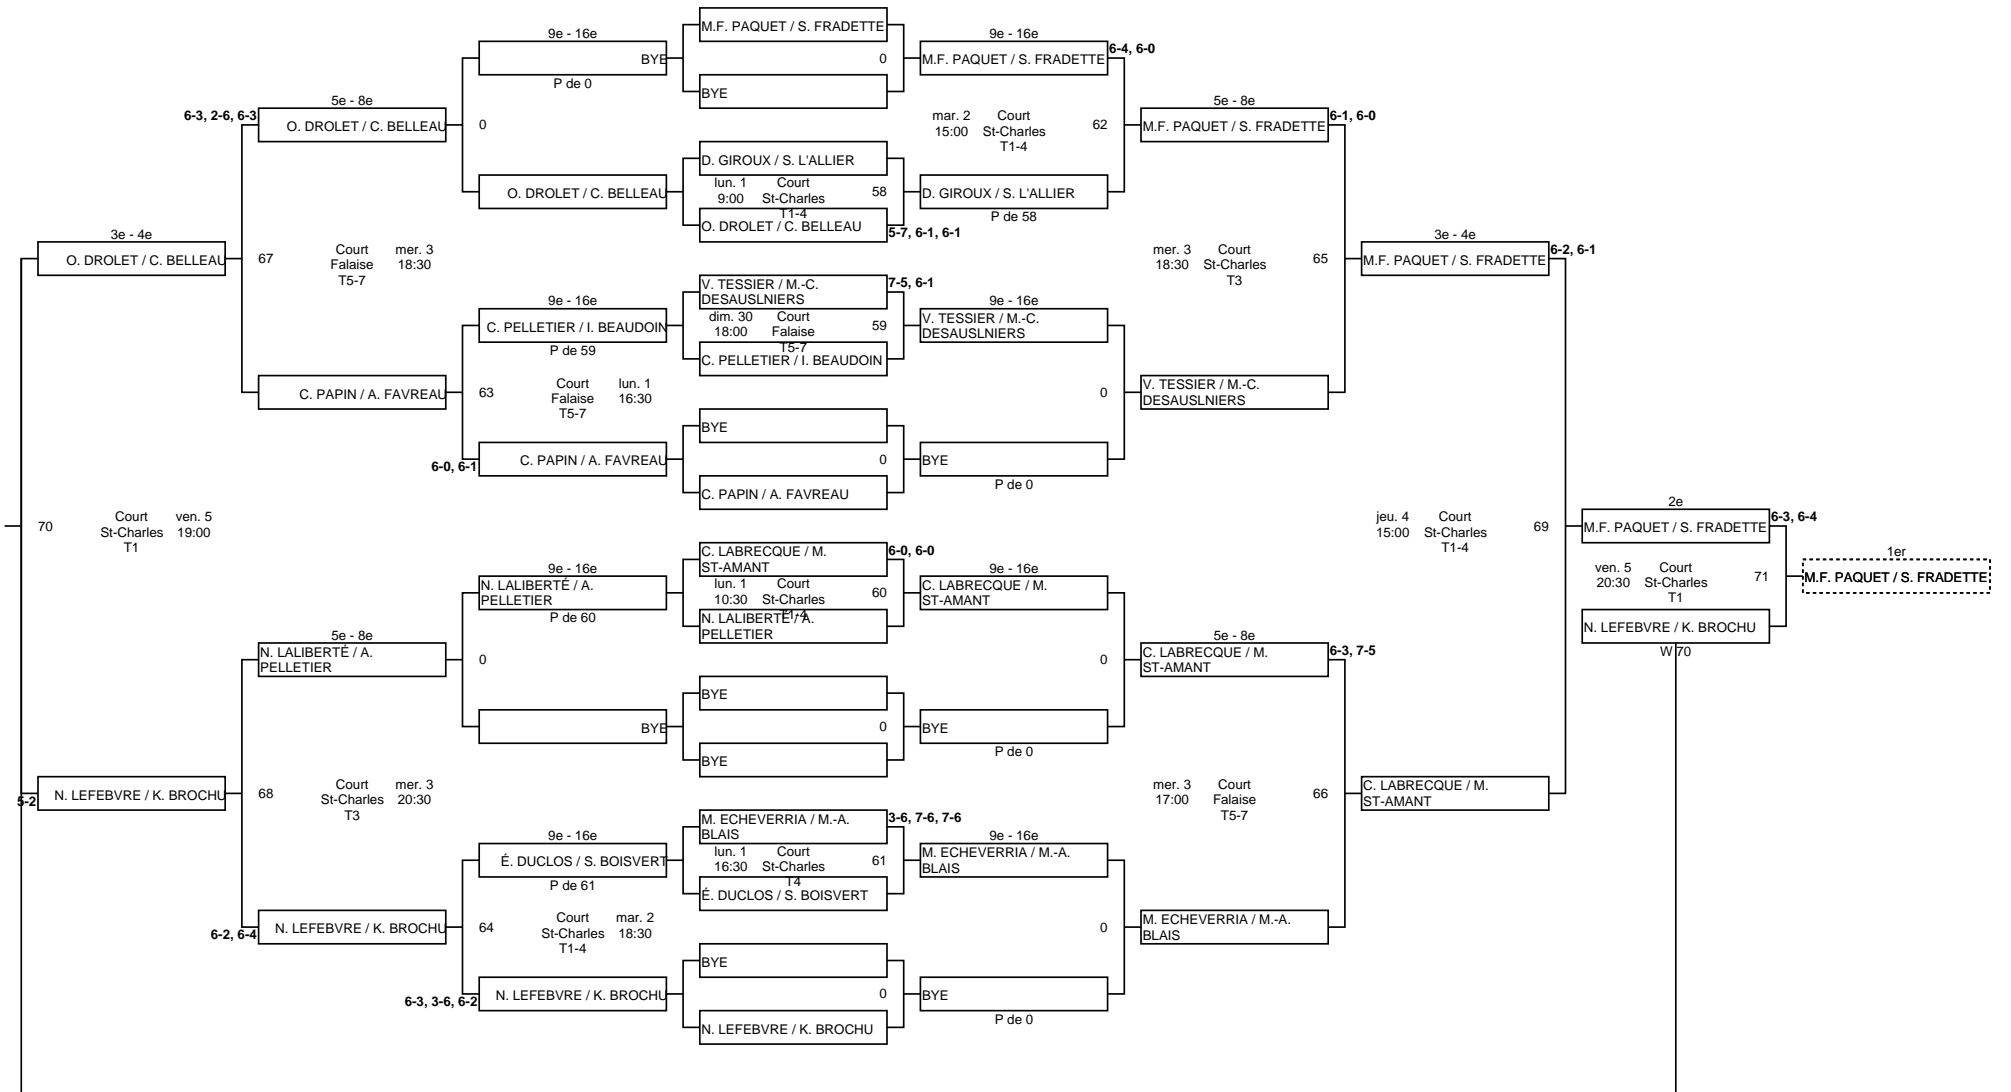 M.F. PAQUET / S. FRADETTE
9e - 16e
9e - 16e
6-4, 6-0
BYE
0
M.F. PAQUET / S. FRADETTE
P de 0
BYE
5e - 8e
5e - 8e
6-3, 2-6, 6-3
mar. 2 Court
6-1, 6-0
O. DROLET / C. BELLEAU
0
15:00 St-Charles
62
M.F. PAQUET / S. FRADETTE
T1-4
D. GIROUX / S. L'ALLIER
lun. 1 Court
O. DROLET / C. BELLEAU
9:00 St-Charles
58
D. GIROUX / S. L'ALLIER
T1-4
P de 58
O. DROLET / C. BELLEAU
5-7, 6-1, 6-1
3e - 4e
3e - 4e
Court mer. 3
mer. 3 Court
6-2, 6-1
O. DROLET / C. BELLEAU
67
Falaise 18:30
18:30 St-Charles
65
M.F. PAQUET / S. FRADETTE
T5-7
T3
V. TESSIER / M.-C.
DESAUSLNIERS
7-5, 6-1
9e - 16e
9e - 16e
dim. 30 Court
C. PELLETIER / I. BEAUDOIN
18:00 Falaise
59
V. TESSIER / M.-C.
DESAUSLNIERS
T5-7
P de 59
C. PELLETIER / I. BEAUDOIN
Court lun. 1
C. PAPIN / A. FAVREAU
63
Falaise 16:30
0
V. TESSIER / M.-C.
DESAUSLNIERS
T5-7
BYE
6-0, 6-1
C. PAPIN / A. FAVREAU
0
BYE
P de 0
C. PAPIN / A. FAVREAU
2e
70
Court ven. 5
St-Charles 19:00
T1
jeu. 4 Court
15:00 St-Charles
T1-4
69
M.F. PAQUET / S. FRADETTE
6-3, 6-4
C. LABRECQUE / M.
ST-AMANT
6-0, 6-0
1er
9e - 16e
9e - 16e
ven. 5 Court
20:30 St-Charles
T1
71
M.F. PAQUET / S. FRADETTE
N. LALIBERTÉ / A.
PELLETIER
lun. 1 Court
10:30 St-Charles
T1-4
60
C. LABRECQUE / M.
ST-AMANT
P de 60
N. LALIBERTÉ / A.
PELLETIER
N. LEFEBVRE / K. BROCHU
W 70
5e - 8e
5e - 8e
N. LALIBERTÉ / A.
PELLETIER
0
0
C. LABRECQUE / M.
ST-AMANT
6-3, 7-5
BYE
BYE
0
BYE
P de 0
BYE
5-2
N. LEFEBVRE / K. BROCHU
68
Court mer. 3
St-Charles 20:30
T3
mer. 3 Court
17:00 Falaise
T5-7
66
C. LABRECQUE / M.
ST-AMANT
M. ECHEVERRIA / M.-A.
BLAIS
3-6, 7-6, 7-6
9e - 16e
9e - 16e
É. DUCLOS / S. BOISVERT
lun. 1 Court
16:30 St-Charles
T4
61
M. ECHEVERRIA / M.-A.
BLAIS
P de 61
É. DUCLOS / S. BOISVERT
6-2, 6-4
N. LEFEBVRE / K. BROCHU
64
Court mar. 2
St-Charles 18:30
T1-4
0
M. ECHEVERRIA / M.-A.
BLAIS
BYE
6-3, 3-6, 6-2
N. LEFEBVRE / K. BROCHU
0
BYE
P de 0
N. LEFEBVRE / K. BROCHU